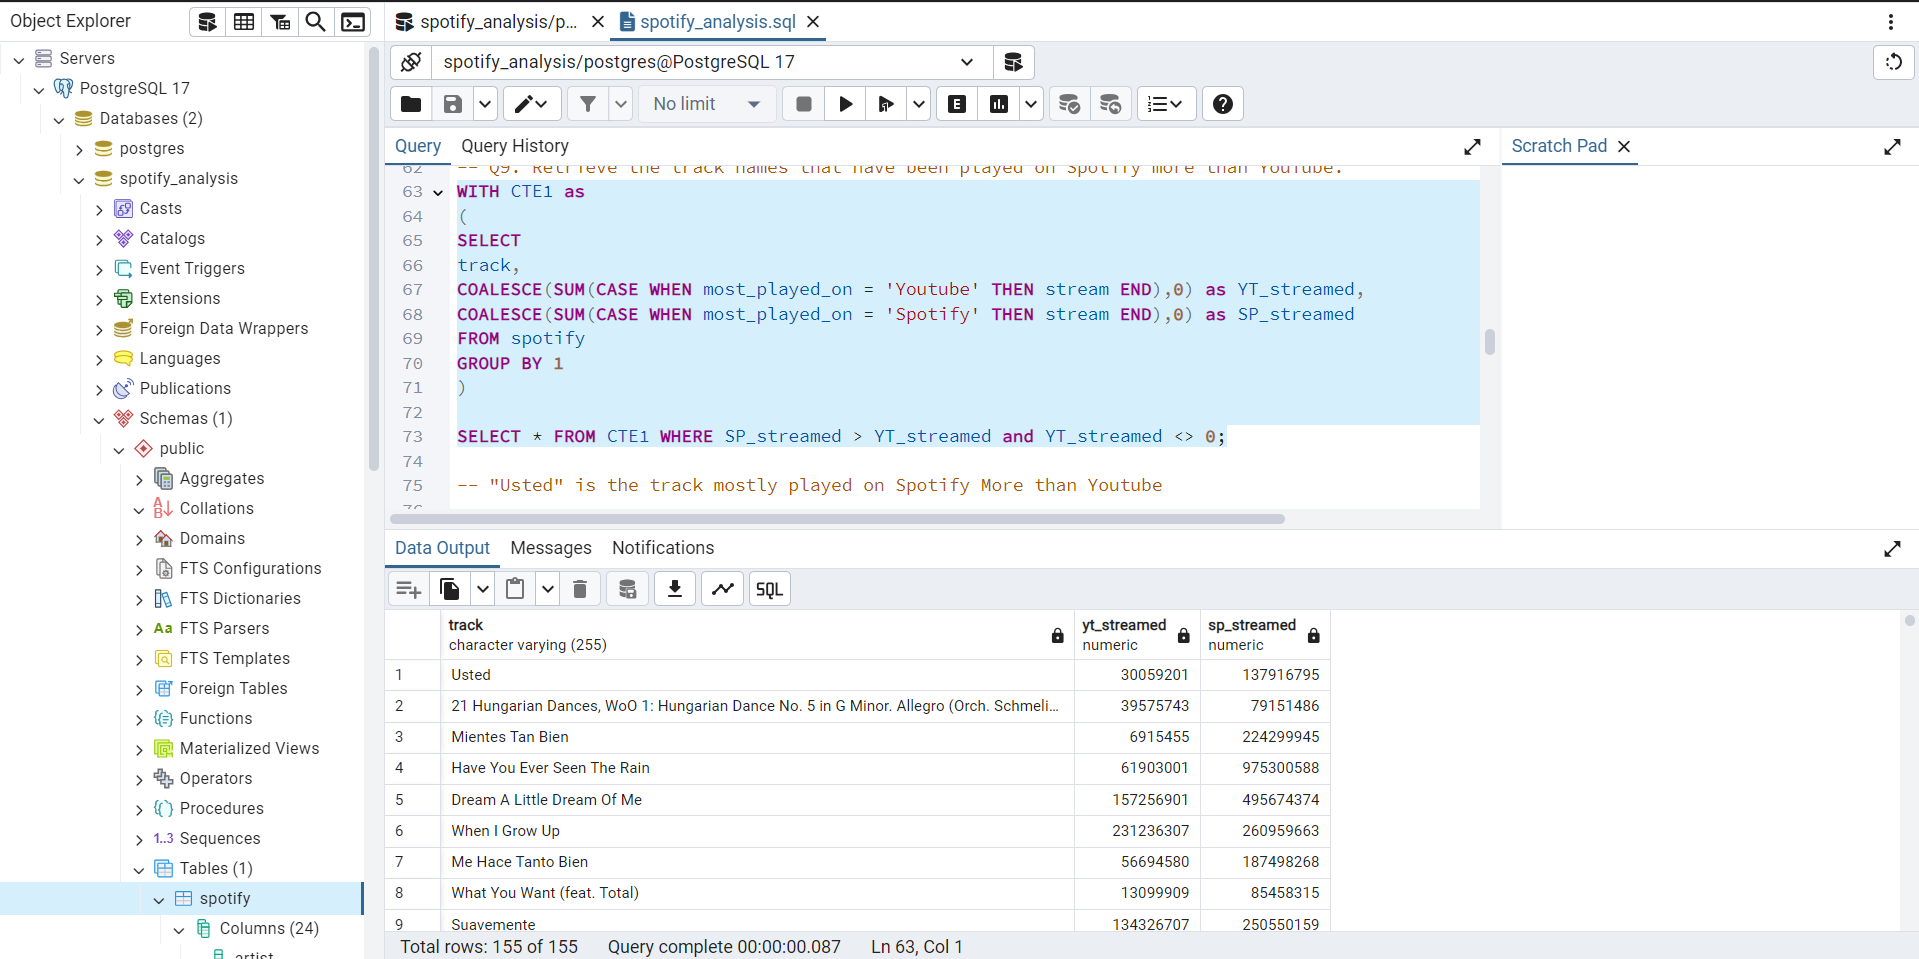 Object Explorer
spotify_analysis/p...
spotify_analysis.sql
Servers
PostgreSQL 17
Databases (2)
postgres
spotify_analysis
Casts
Catalogs
Event Triggers
Extensions
Foreign Data Wrappers
Languages
Publications
Schemas (1)
public
Aggregates
Collations
Domains
FTS Configurations
FTS Dictionaries
Aa FTS Parsers
FTS Templates
Foreign Tables
Functions
Materialized Views
Operators
Procedures
1..3 Sequences
Tables (1)
spotify
Columns (24)
artist
spotify_analysis/postgres@PostgreSQL 17
No limit
E
Query
Query History
Scratch Pad
62 -- Q9. Retrieve the track names that have been played on Spotify more than YouTube.
63 WITH CTE1 as
64 (
65 SELECT
66 track,
67 COALESCE(SUM(CASE WHEN most_played_on = 'Youtube' THEN stream END),0) as YT_streamed,
68 COALESCE(SUM(CASE WHEN most_played_on = 'Spotify' THEN stream END),0) as SP_streamed
69 FROM spotify
70 GROUP BY 1
71 )
72
73 SELECT * FROM CTE1 WHERE SP_streamed > YT_streamed and YT_streamed <> 0;
74
75 -- "Usted" is the track mostly played on Spotify More than Youtube
76
Data Output
Messages
Notifications
SQL
track yt_streamed sp_streamed
character varying (255) numeric numeric
1 Usted 30059201 137916795
2 21 Hungarian Dances, WoO 1: Hungarian Dance No. 5 in G Minor. Allegro (Orch. Schmeli... 39575743 79151486
3 Mientes Tan Bien 6915455 224299945
4 Have You Ever Seen The Rain 61903001 975300588
5 Dream A Little Dream Of Me 157256901 495674374
6 When I Grow Up 231236307 260959663
7 Me Hace Tanto Bien 56694580 187498268
8 What You Want (feat. Total) 13099909 85458315
9 Suavemente 134326707 250550159
Total rows: 155 of 155 Query complete 00:00:00.087 Ln 63, Col 1